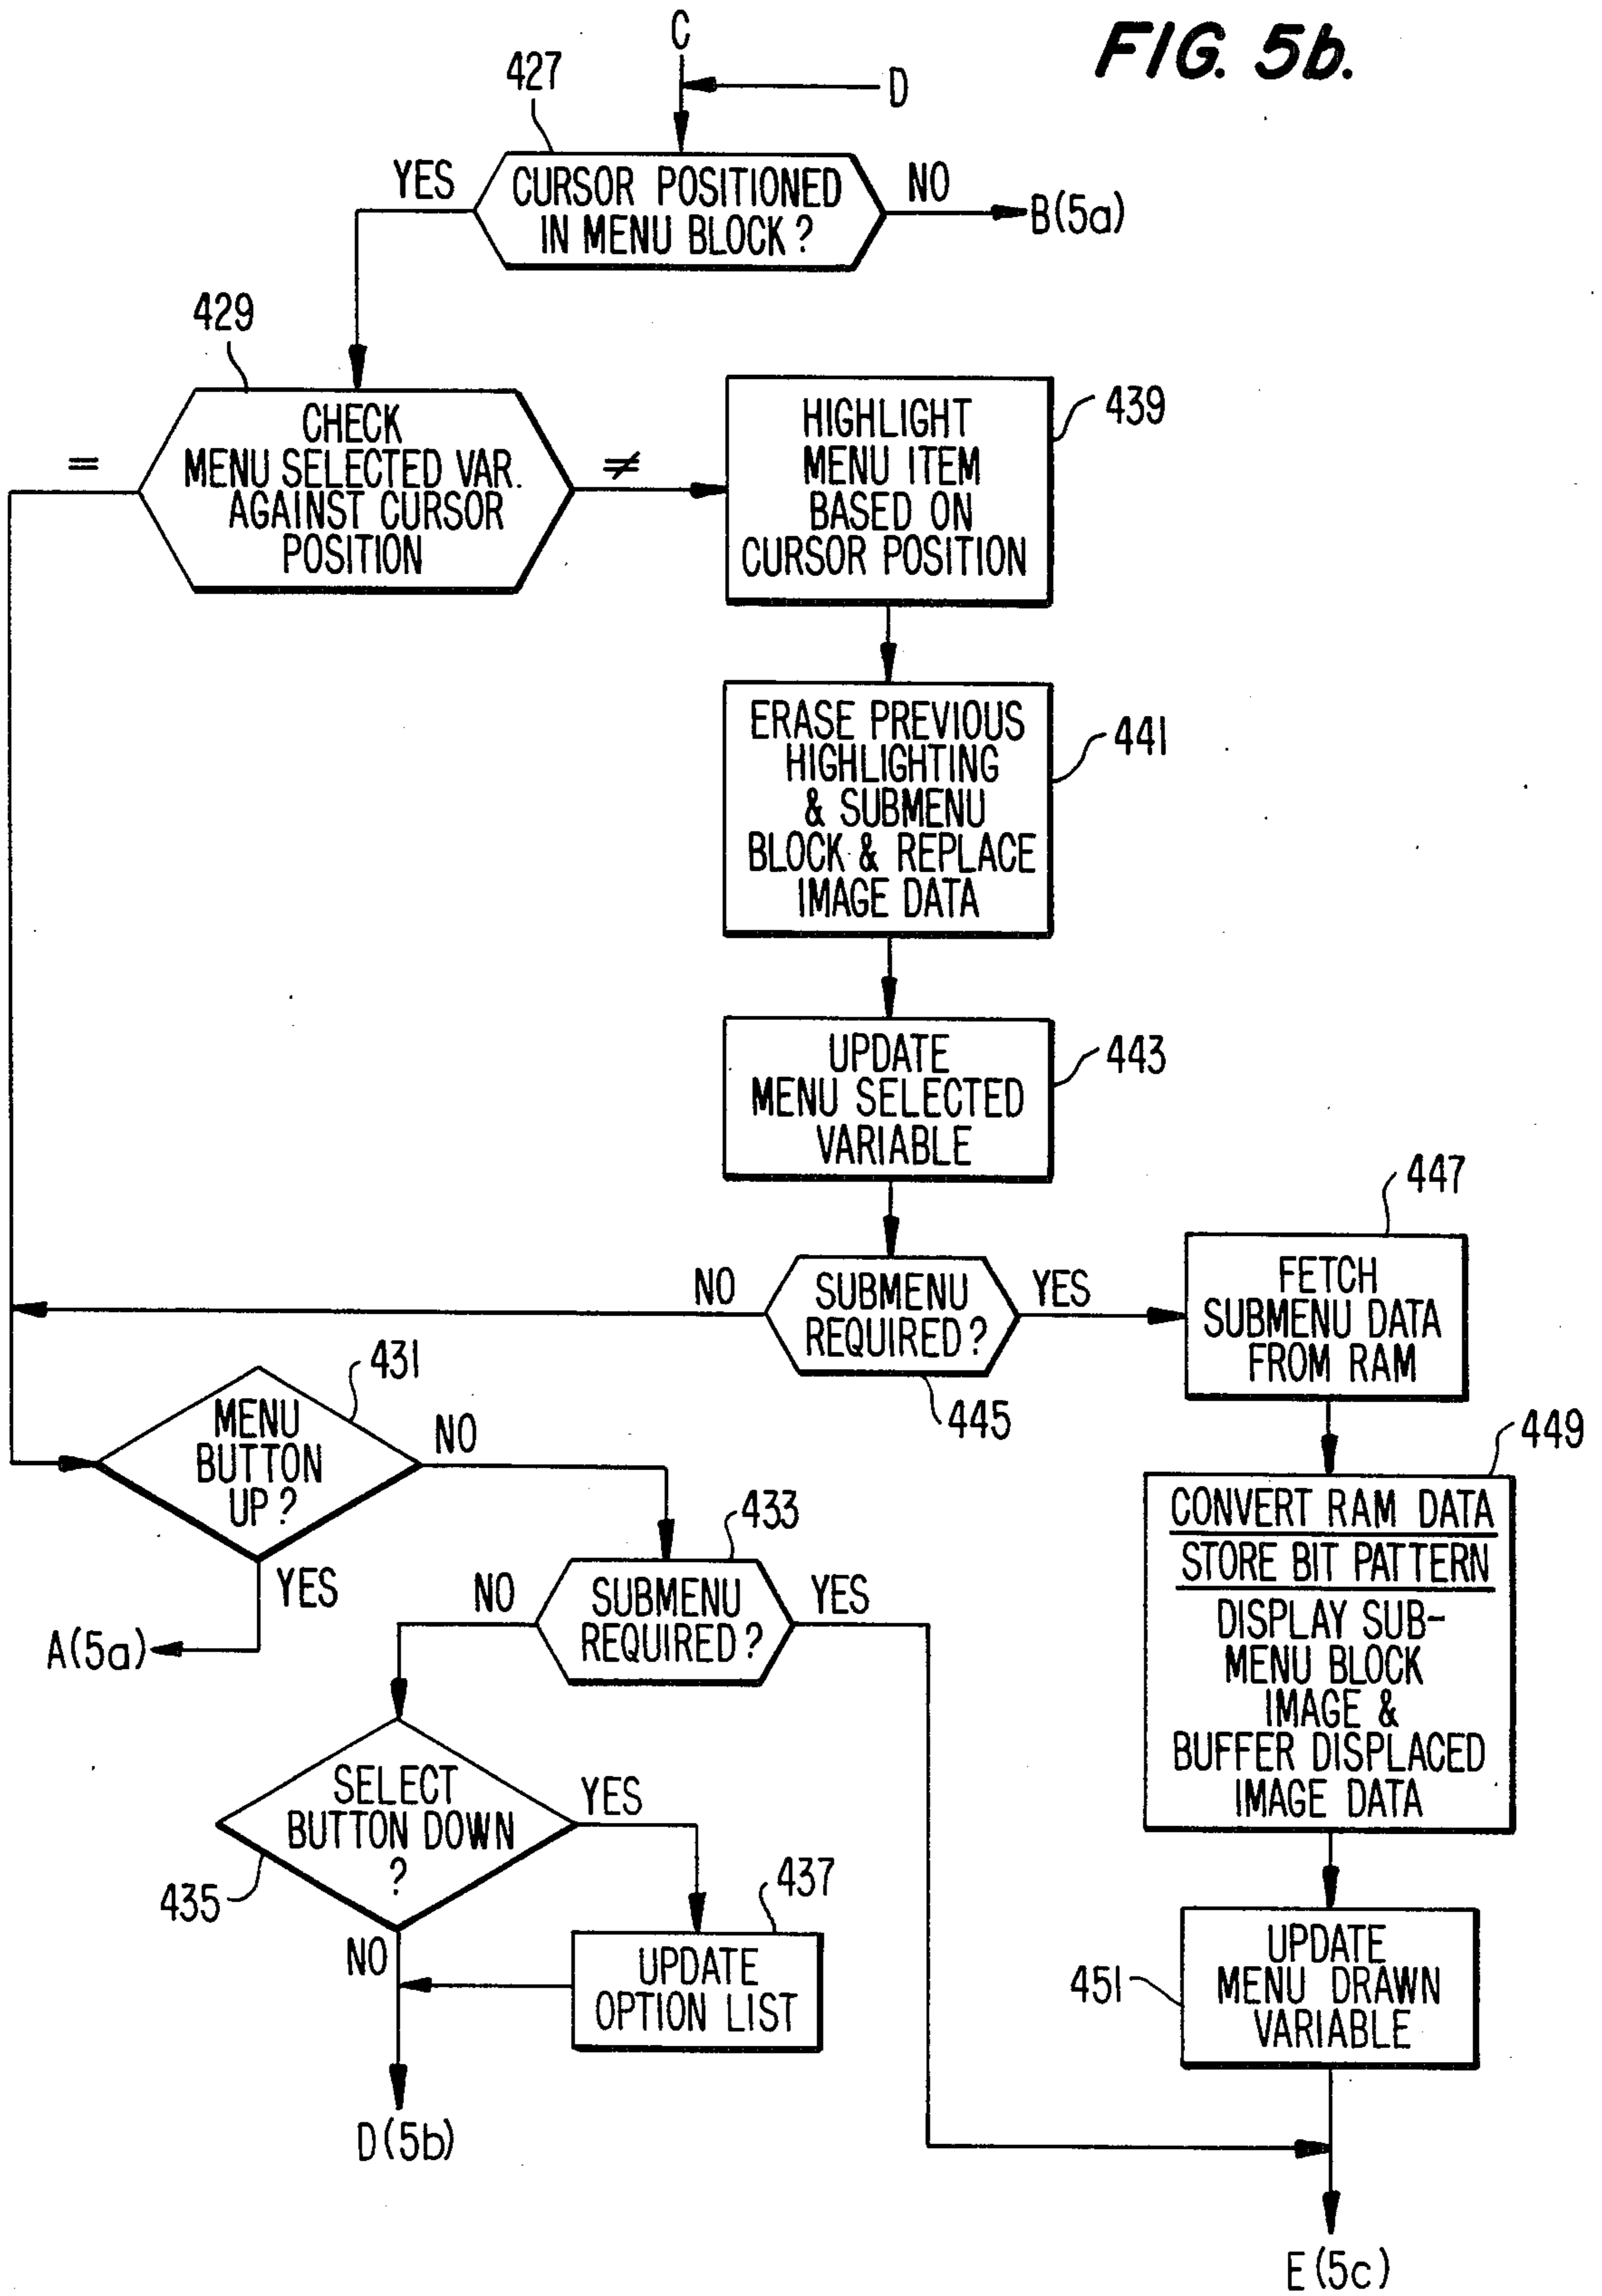 FIG. 5b.
C
D
427
YES
CURSOR POSITIONED
IN MENU BLOCK?
NO
B(5a)
429
CHECK
MENU SELECTED VAR.
AGAINST CURSOR
POSITION
=
≠
HIGHLIGHT
MENU ITEM
BASED ON
CURSOR POSITION
439
ERASE PREVIOUS
HIGHLIGHTING
& SUBMENU
BLOCK & REPLACE
IMAGE DATA
441
UPDATE
MENU SELECTED
VARIABLE
443
NO
SUBMENU
REQUIRED?
YES
445
447
FETCH
SUBMENU DATA
FROM RAM
431
MENU
BUTTON
UP?
NO
YES
A(5a)
449
CONVERT RAM DATA
STORE BIT PATTERN
DISPLAY SUB-
MENU BLOCK
IMAGE &
BUFFER DISPLACED
IMAGE DATA
433
NO
SUBMENU
REQUIRED?
YES
SELECT
BUTTON DOWN
?
YES
435
NO
437
UPDATE
OPTION LIST
D(5b)
451
UPDATE
MENU DRAWN
VARIABLE
E(5c)